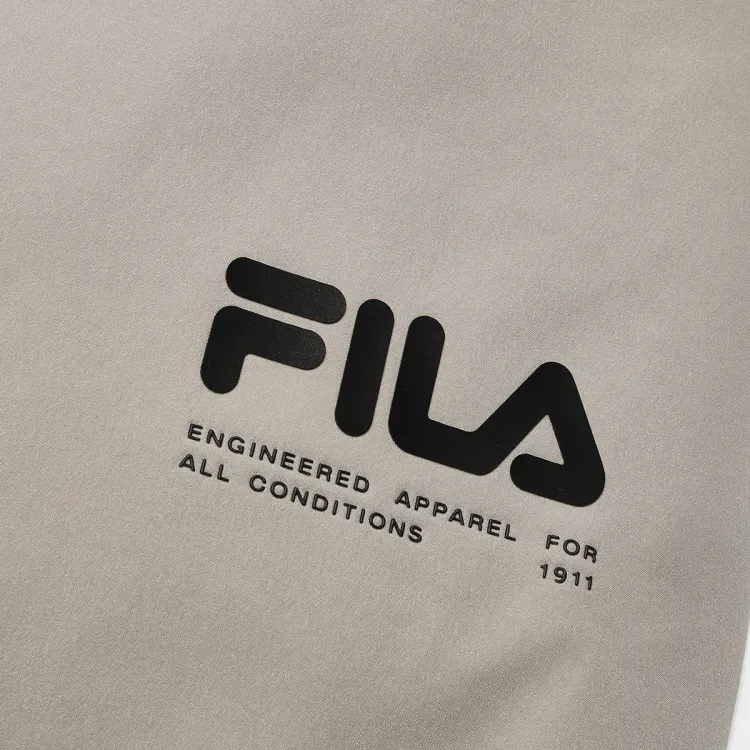 FILA
ENGINEERED APPAREL FOR
ALL CONDITIONS 1911